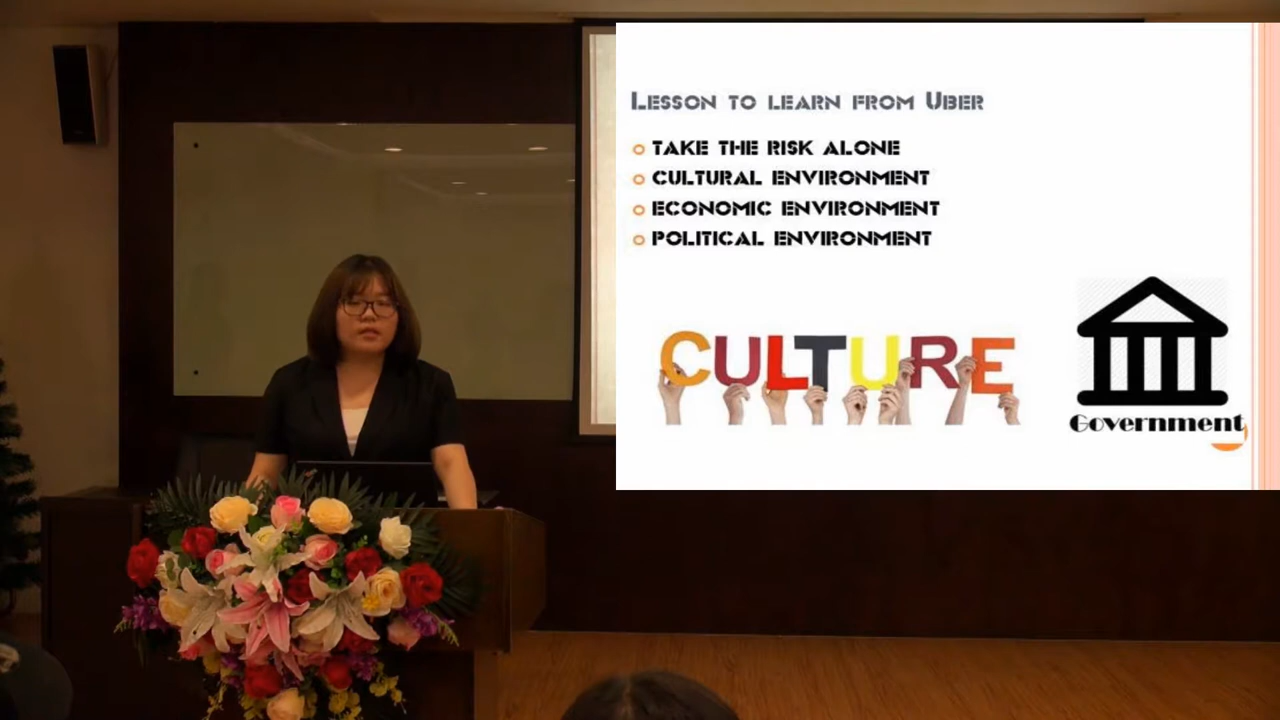 LESSON TO LEARN FROM UBER
TAKE THE RISK ALONE
CULTURAL ENVIRONMENT
ECONOMIC ENVIRONMENT
POLITICAL ENVIRONMENT
CULTURE
Government